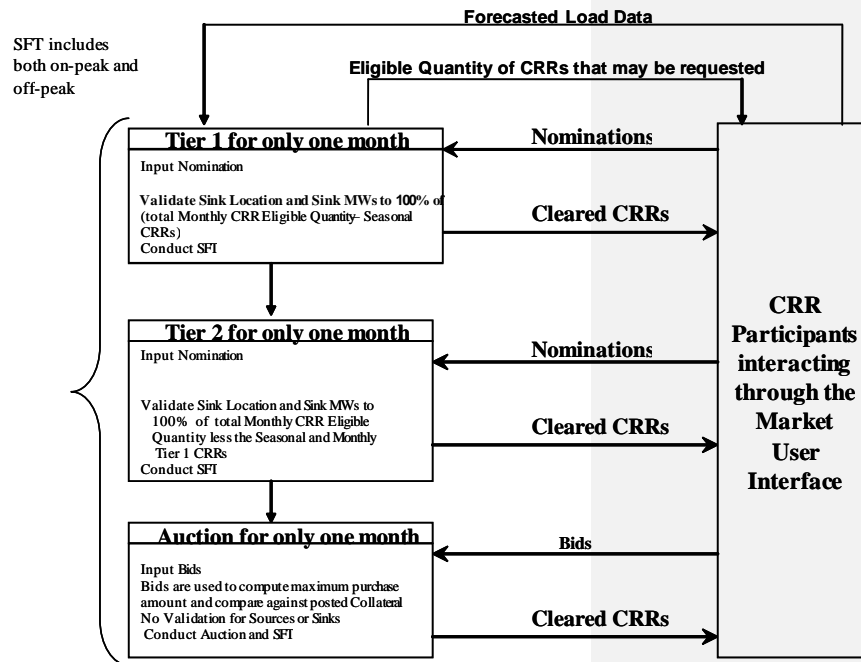 Forecasted Load Data
SFT includes
both on-peak and
off-peak
Eligible Quantity of CRRs that may be requested
Tier 1 for only one month
Input Nomination
Validate Sink Location and Sink MWs to 100% of
(total Monthly CRR Eligible Quantity– Seasonal
CRRs)
Conduct SFT
Nominations
Cleared CRRs
Tier 2 for only one month
Input Nomination
Validate Sink Location and Sink MWs to
100% of total Monthly CRR Eligible
Quantity less the Seasonal and Monthly
Tier 1 CRRs
Conduct SFT
Nominations
Cleared CRRs
Auction for only one month
Input Bids
Bids are used to compute maximum purchase
amount and compare against posted Collateral
No Validation for Sources or Sinks
Conduct Auction and SFT
Bids
Cleared CRRs
CRR
Participants
interacting
through the
Market
User
Interface